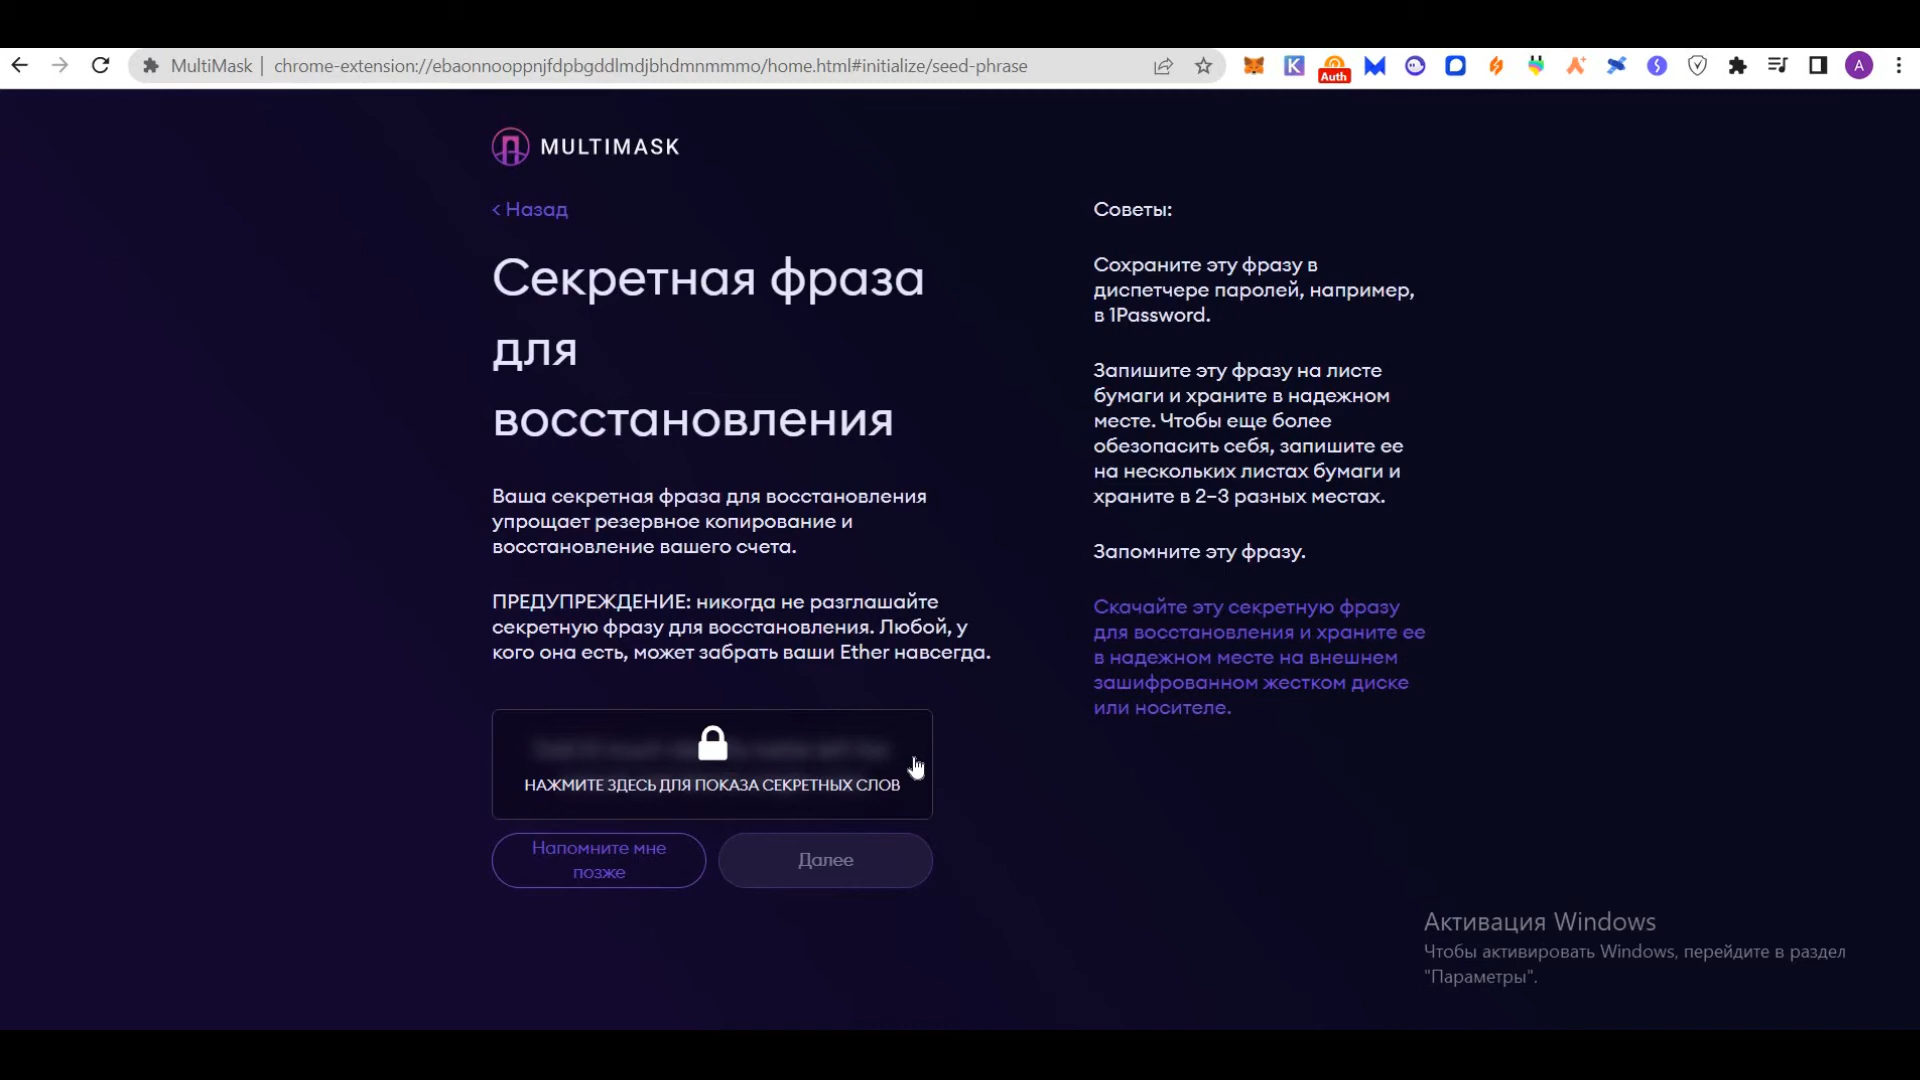 MultiMask
chrome-extension://ebaonnooppnjfdpbgddlmdjbhdmnmmmo/home.html#initialize/seed-phrase
K
Auth
A
MULTIMASK
< Назад
Секретная фраза
для
восстановления
Ваша секретная фраза для восстановления
упрощает резервное копирование и
восстановление вашего счета.
ПРЕДУПРЕЖДЕНИЕ: никогда не разглашайте
секретную фразу для восстановления. Любой, у
кого она есть, может забрать ваши Ether навсегда.
НАЖМИТЕ ЗДЕСЬ ДЛЯ ПОКАЗА СЕКРЕТНЫХ СЛОВ
Напомните мне
позже
Далее
Советы:
Сохраните эту фразу в
диспетчере паролей, например,
в 1Password.
Запишите эту фразу на листе
бумаги и храните в надежном
месте. Чтобы еще более
обезопасить себя, запишите ее
на нескольких листах бумаги и
храните в 2–3 разных местах.
Запомните эту фразу.
Скачайте эту секретную фразу
для восстановления и храните ее
в надежном месте на внешнем
зашифрованном жестком диске
или носителе.
Активация Windows
Чтобы активировать Windows, перейдите в раздел
"Параметры".